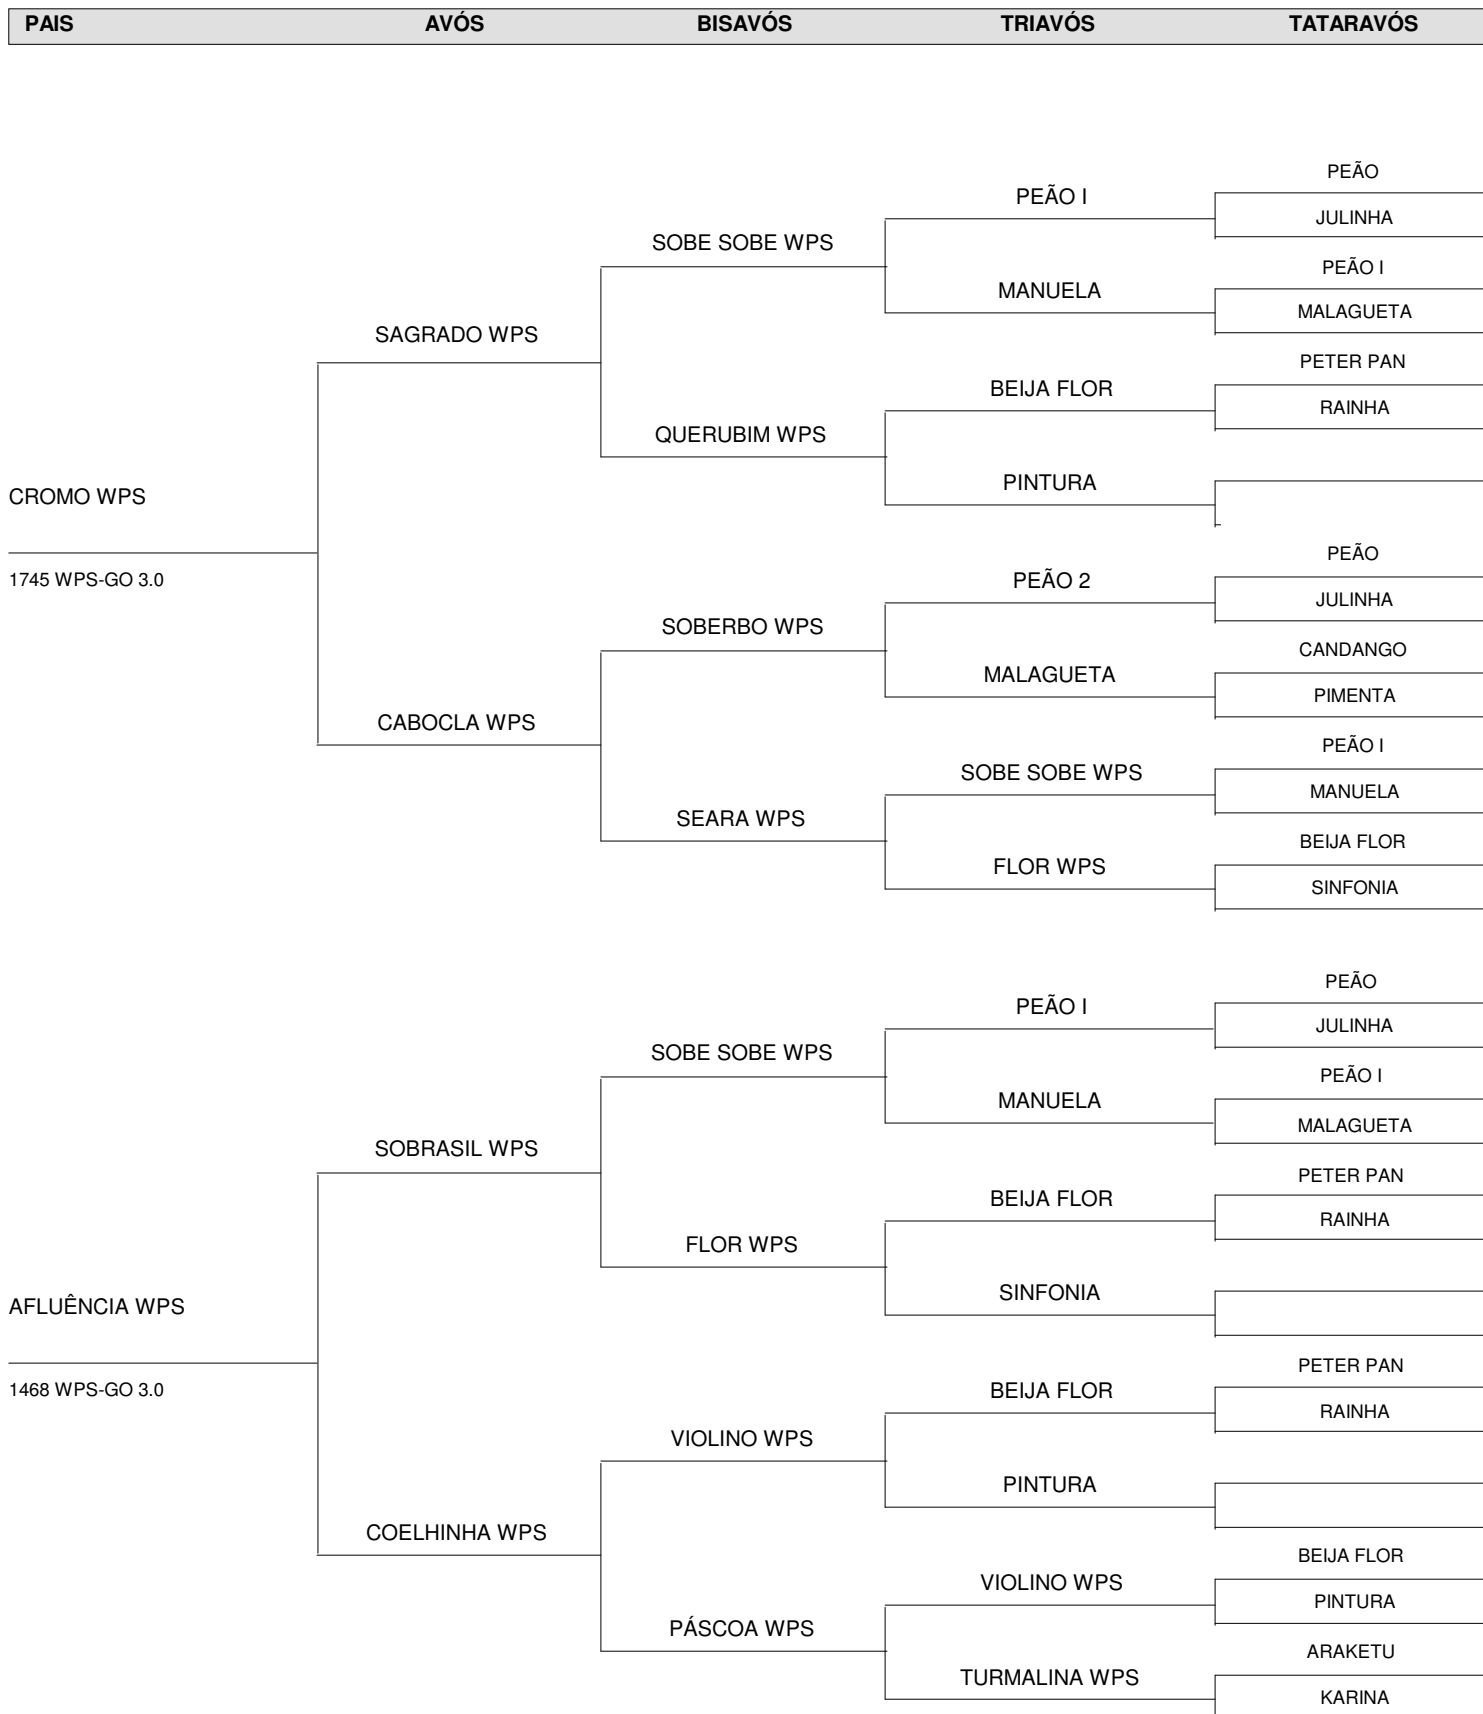 PAIS AVÓS BISAVÓS TRIAVÓS TATARAVÓS
PEÃO
PEÃO I
JULINHA
SOBE SOBE WPS
PEÃO I
MANUELA
MALAGUETA
SAGRADO WPS
PETER PAN
BEIJA FLOR
RAINHA
QUERUBIM WPS
PINTURA
CROMO WPS
PEÃO
1745 WPS-GO 3.0
PEÃO 2
JULINHA
SOBERBO WPS
CANDANGO
MALAGUETA
PIMENTA
CABOCLA WPS
PEÃO I
SOBE SOBE WPS
MANUELA
SEARA WPS
BEIJA FLOR
FLOR WPS
SINFONIA
PEÃO
PEÃO I
JULINHA
SOBE SOBE WPS
PEÃO I
MANUELA
MALAGUETA
SOBRASIL WPS
PETER PAN
BEIJA FLOR
RAINHA
FLOR WPS
SINFONIA
AFLUÊNCIA WPS
PETER PAN
1468 WPS-GO 3.0
BEIJA FLOR
RAINHA
VIOLINO WPS
PINTURA
COELHINHA WPS
BEIJA FLOR
VIOLINO WPS
PINTURA
PÁSCOA WPS
ARAKETU
TURMALINA WPS
KARINA